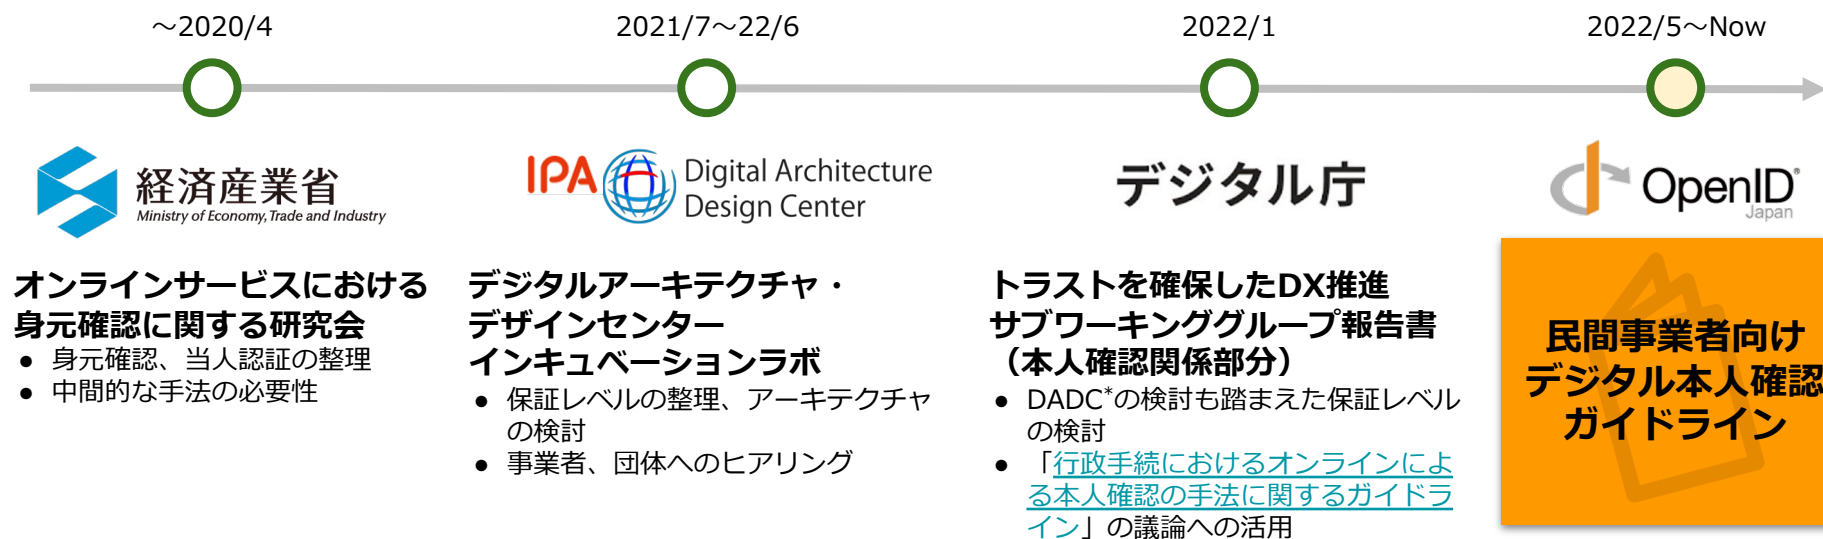 ～2020/4
2021/7～22/6
2022/1
2022/5～Now
経済産業省
Ministry of Economy, Trade and Industry
IPA
Digital Architecture
Design Center
デジタル庁
OpenID®
Japan
オンラインサービスにおける
身元確認に関する研究会
● 身元確認、当人認証の整理
● 中間的な手法の必要性
デジタルアーキテクチャ・
デザインセンター
インキュベーションラボ
● 保証レベルの整理、アーキテクチャ
の検討
● 事業者、団体へのヒアリング
トラストを確保したDX推進
サブワーキンググループ報告書
（本人確認関係部分）
● DADC*の検討も踏まえた保証レベル
の検討
● 「行政手続におけるオンラインによ
る本人確認の手法に関するガイドラ
イン」の議論への活用
民間事業者向け
デジタル本人確認
ガイドライン